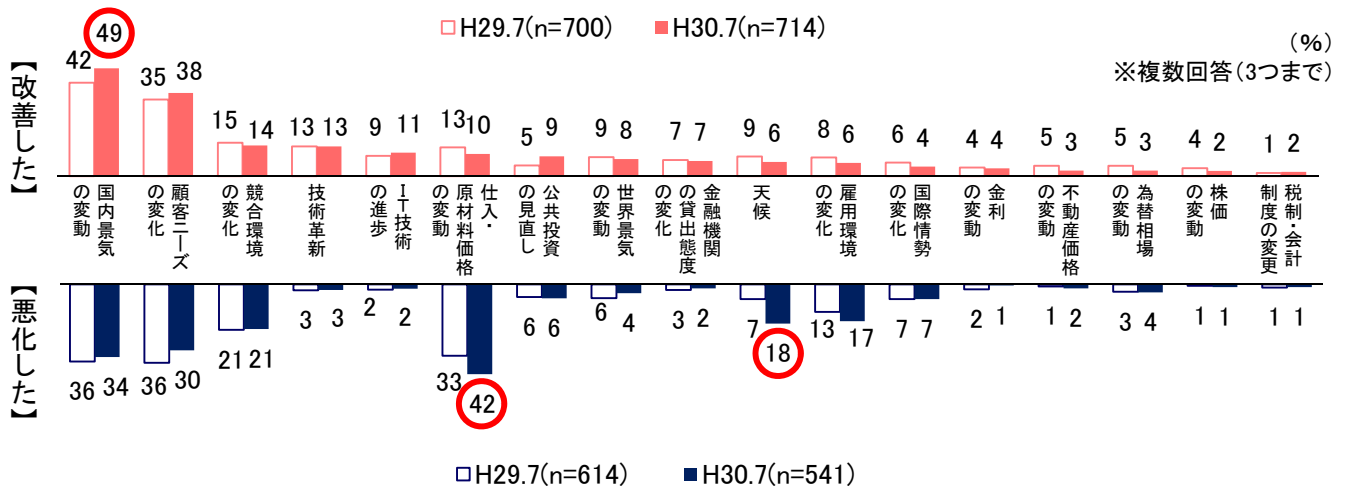 □H29.7(n=700) ■H30.7(n=714)
(%)
※複数回答(3つまで)
【改善した】
42 49 35 38 15 14 13 13 9 11 13 10 5 9 9 8 7 7 9 6 8 6 6 4 4 4 5 3 5 3 4 2 1 2
国内景気
の変動
顧客ニーズ
の変化
競合環境
の変化
技術革新
IT技術
の進歩
仕入・
原材料価格
の変動
公共投資
の見直し
世界景気
の変動
金融機関
の貸出態度
の変化
天候
雇用環境
の変化
国際情勢
の変化
金利
の変動
不動産価格
の変動
為替相場
の変動
株価
の変動
税制・会計
制度の変更
【悪化した】
36 34 36 30 21 21 3 3 2 2 33 42 6 6 6 4 3 2 7 18 13 17 7 7 2 1 1 2 3 4 1 1 1 1
□H29.7(n=614) ■H30.7(n=541)